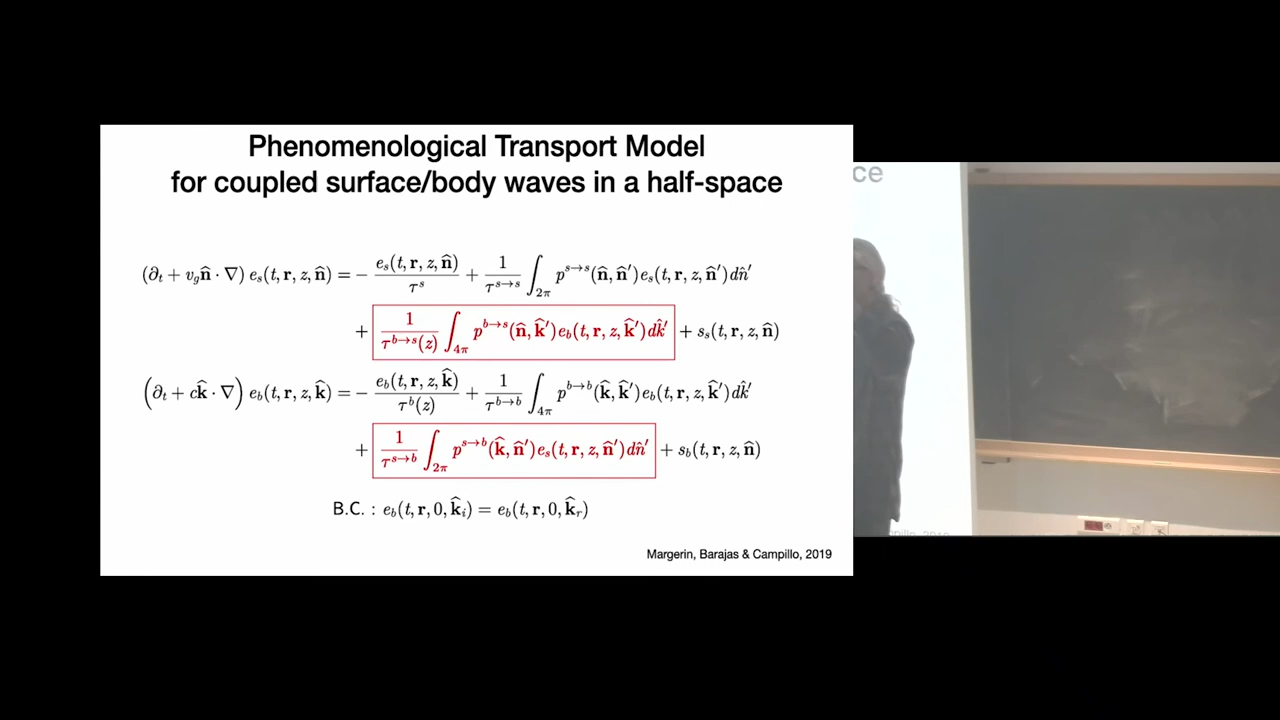 Phenomenological Transport Model
for coupled surface/body waves in a half-space
(∂ₜ + v_g n̂ · ∇) e_s(t, r, z, n̂) = − e_s(t, r, z, n̂)/τ^s + 1/τ^{s→s} ∫_{2π} p^{s→s}(n̂, n̂′)e_s(t, r, z, n̂′)dn̂′
+ 1/τ^{b→s}(z) ∫_{4π} p^{b→s}(n̂, k̂′)e_b(t, r, z, k̂′)dk̂′ + s_s(t, r, z, n̂)
(∂ₜ + ck̂ · ∇) e_b(t, r, z, k̂) = − e_b(t, r, z, k̂)/τ^b(z) + 1/τ^{b→b} ∫_{4π} p^{b→b}(k̂, k̂′)e_b(t, r, z, k̂′)dk̂′
+ 1/τ^{s→b} ∫_{2π} p^{s→b}(k̂, n̂′)e_s(t, r, z, n̂′)dn̂′ + s_b(t, r, z, n̂)
B.C. : e_b(t, r, 0, k̂_i) = e_b(t, r, 0, k̂_r)
Margerin, Barajas & Campillo, 2019
ce